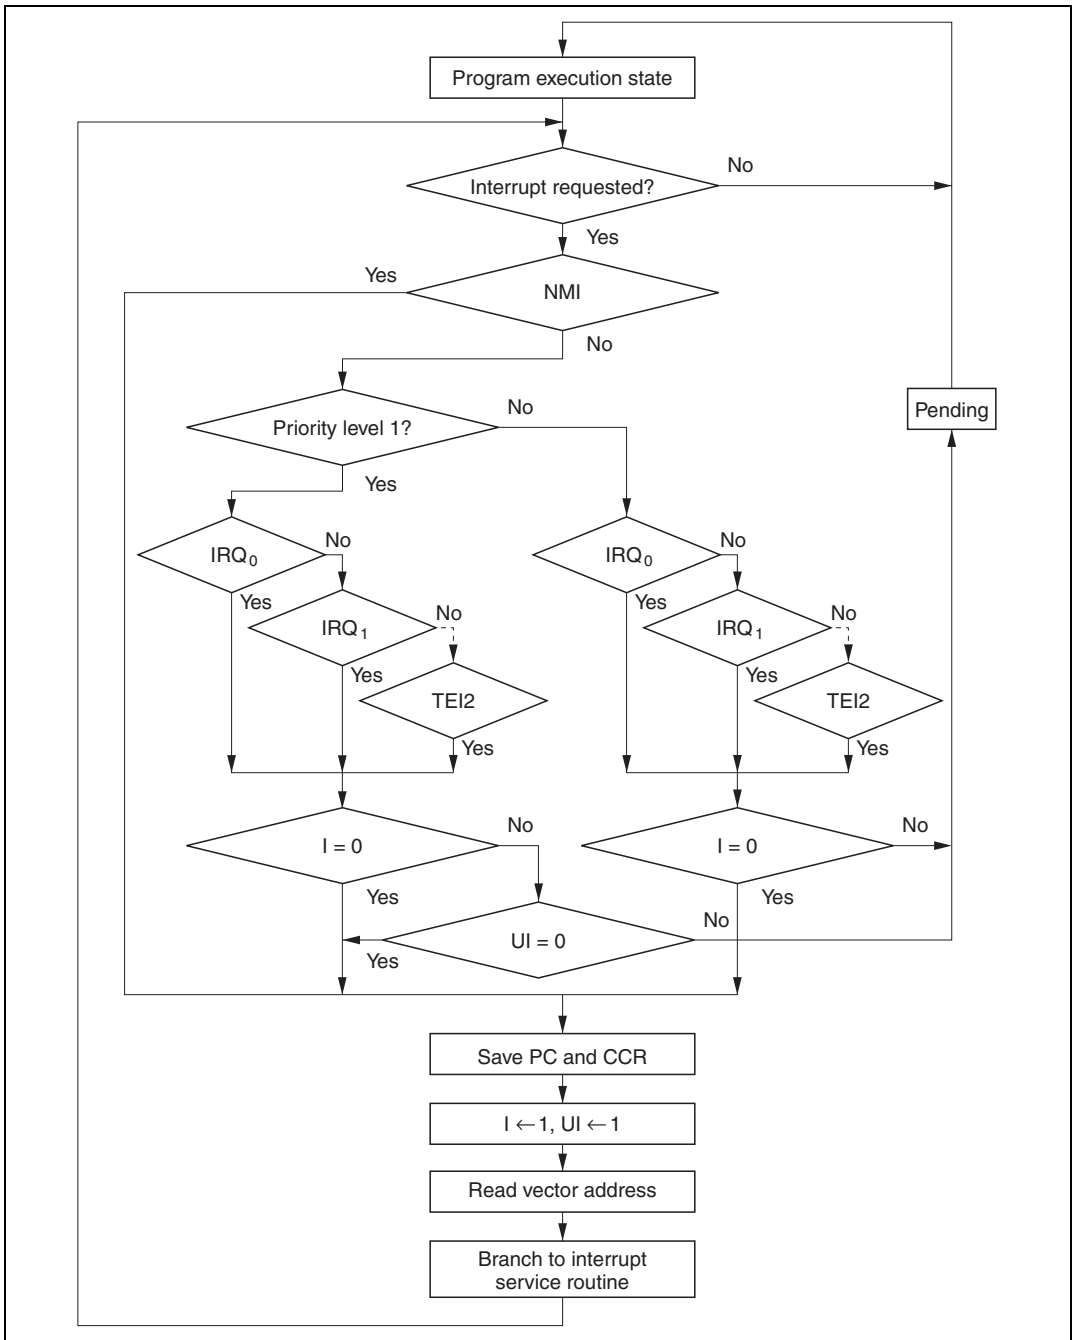 Program execution state
No
Interrupt requested?
Yes
Yes
NMI
No
Pending
No
Priority level 1?
Yes
No
No
IRQ0
IRQ0
Yes
No
Yes
No
IRQ1
IRQ1
Yes
Yes
TEI2
TEI2
Yes
Yes
No
No
I = 0
I = 0
Yes
Yes
No
UI = 0
Yes
Save PC and CCR
I ← 1, UI ← 1
Read vector address
Branch to interrupt
service routine